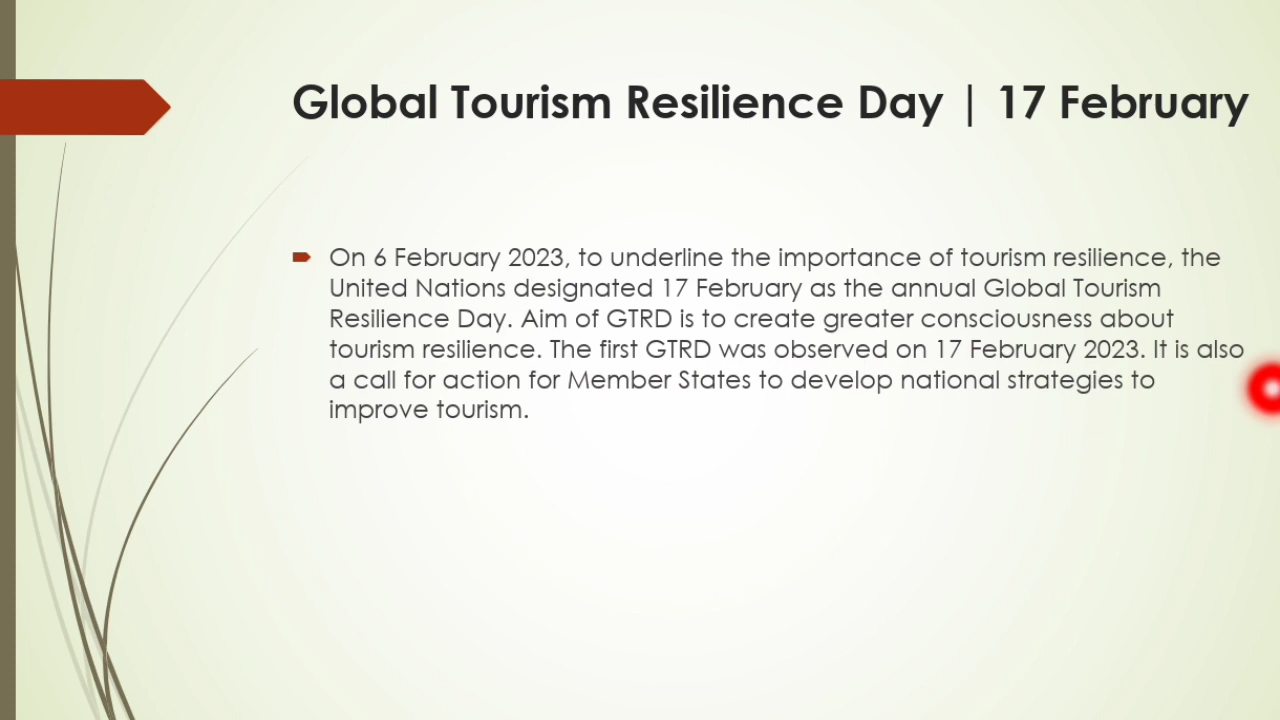 Global Tourism Resilience Day | 17 February
On 6 February 2023, to underline the importance of tourism resilience, the
United Nations designated 17 February as the annual Global Tourism
Resilience Day. Aim of GTRD is to create greater consciousness about
tourism resilience. The first GTRD was observed on 17 February 2023. It is also
a call for action for Member States to develop national strategies to
improve tourism.